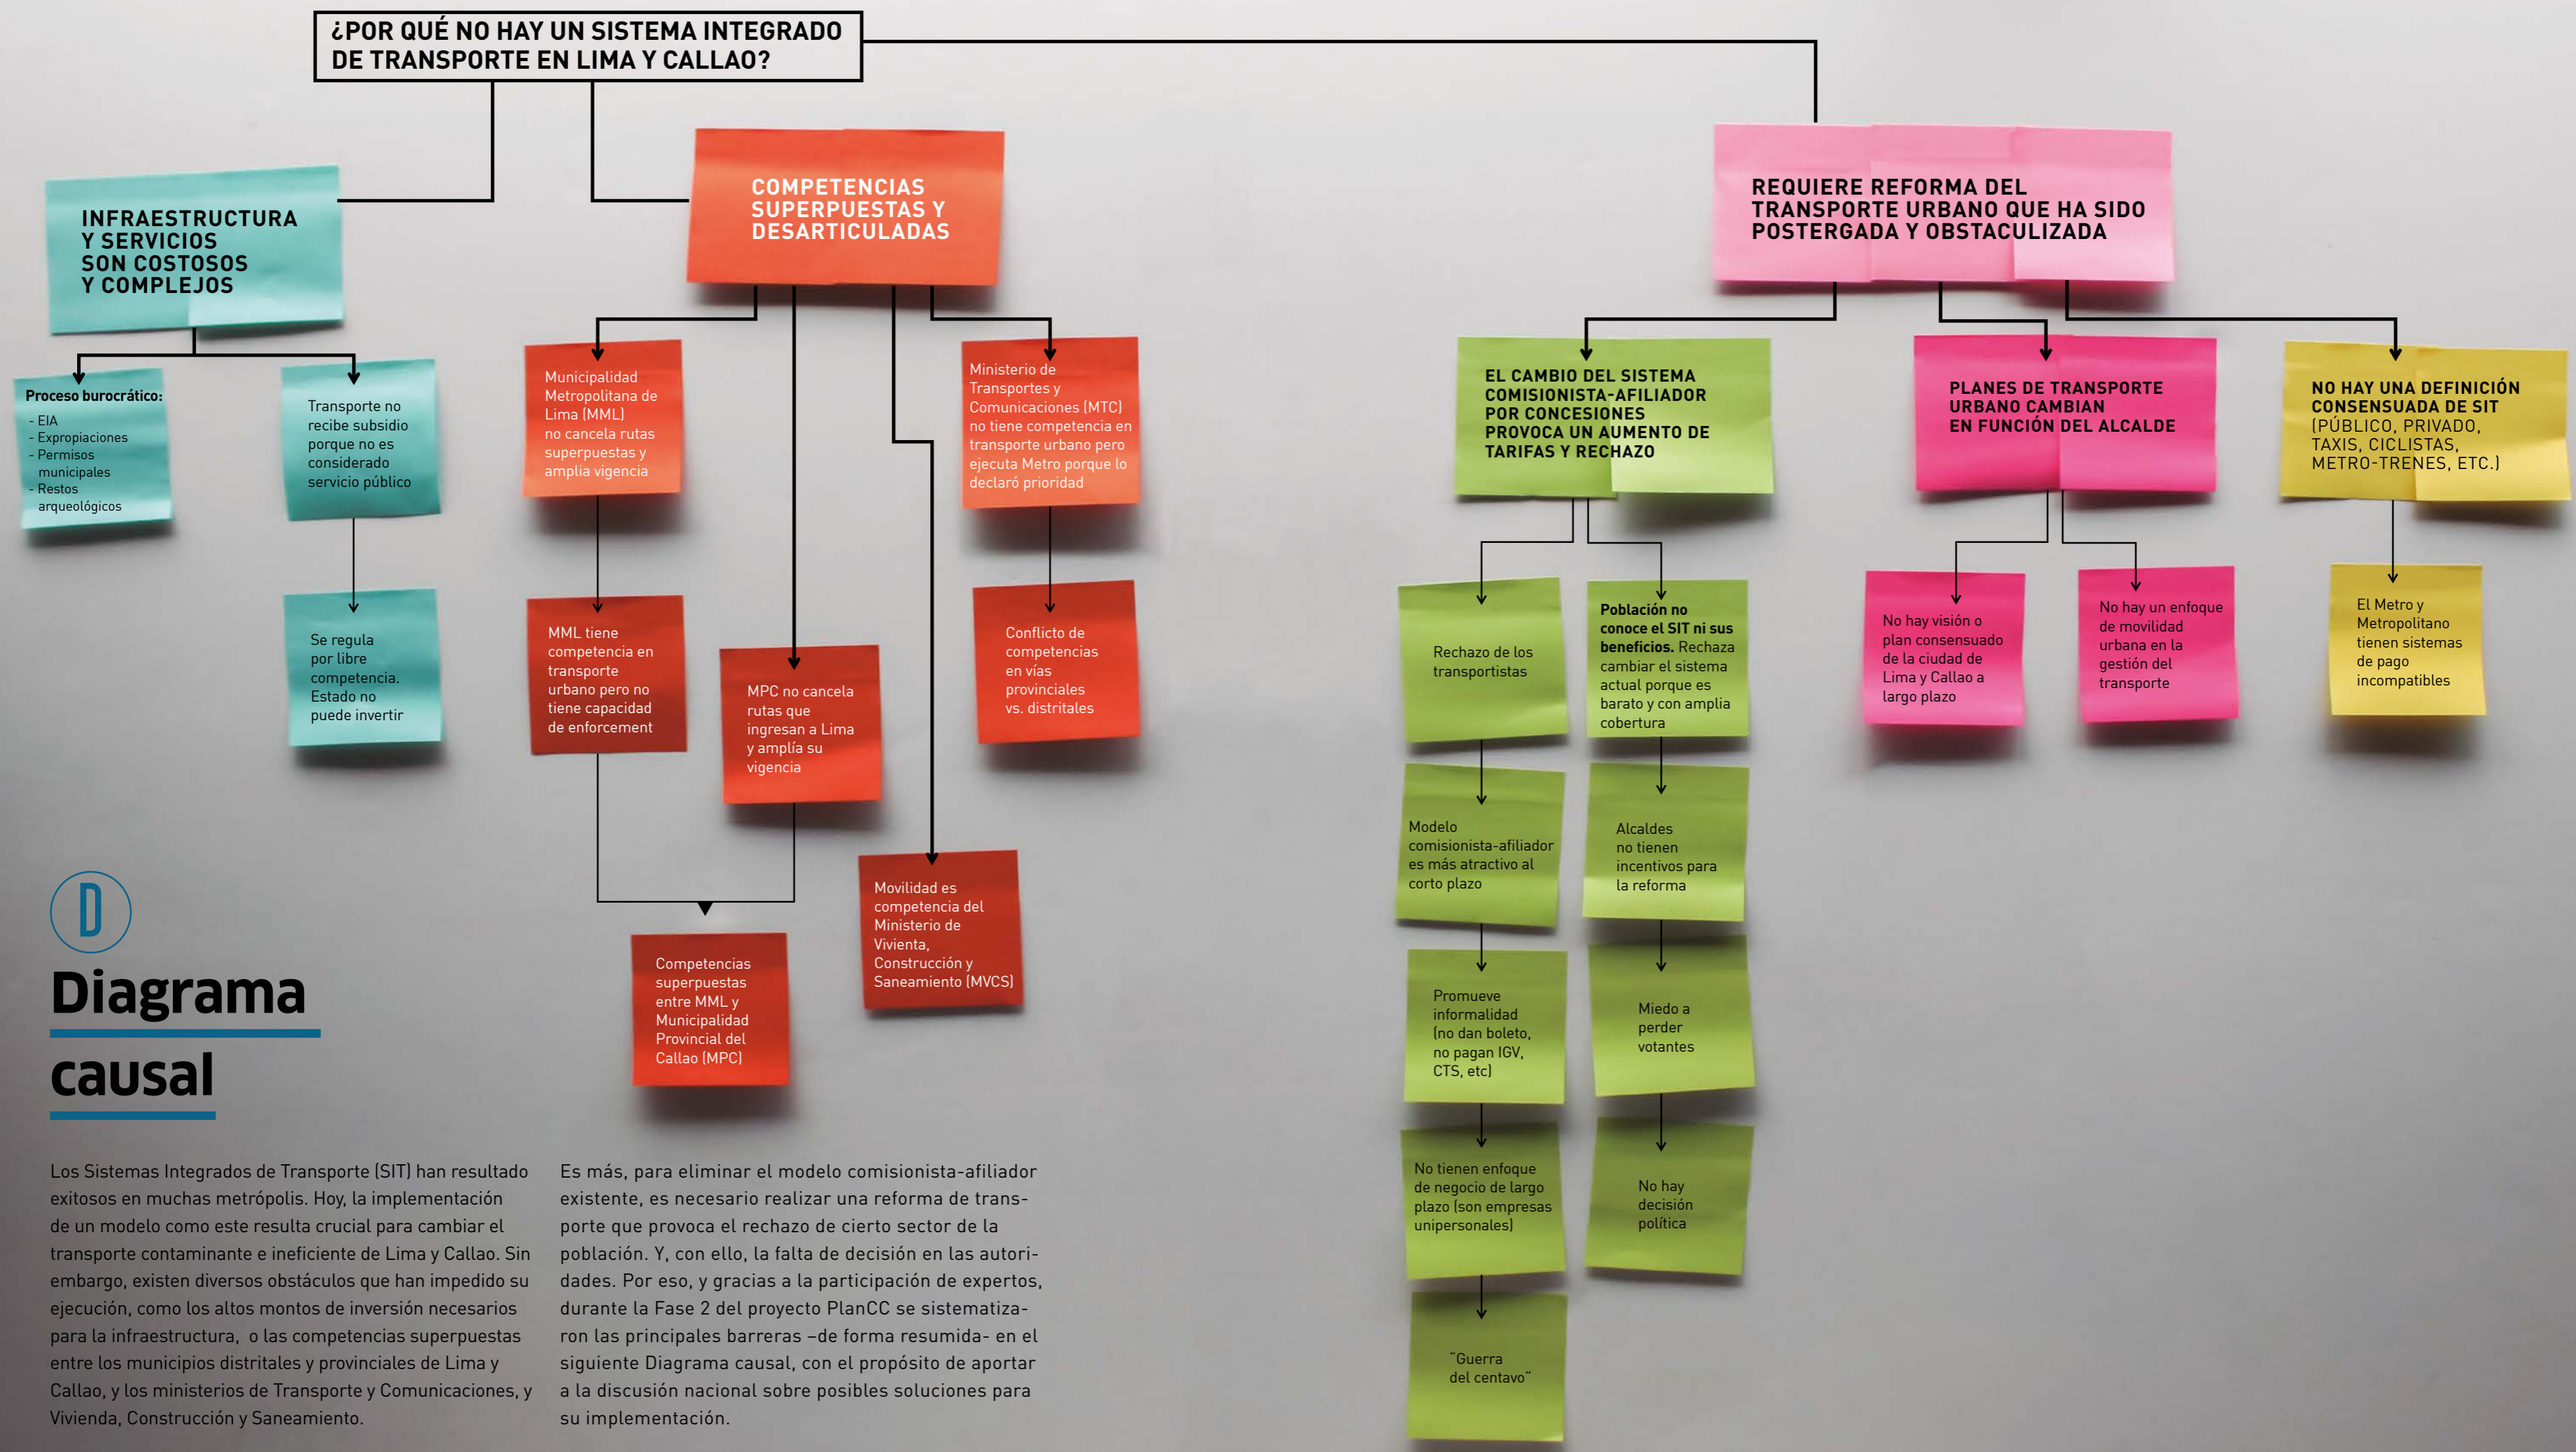 ¿POR QUÉ NO HAY UN SISTEMA INTEGRADO
DE TRANSPORTE EN LIMA Y CALLAO?
INFRAESTRUCTURA
Y SERVICIOS
SON COSTOSOS
Y COMPLEJOS
Proceso burocrático:
- EIA
- Expropiaciones
- Permisos
municipales
- Restos
arqueológicos
Transporte no
recibe subsidio
porque no es
considerado
servicio público
Se regula
por libre
competencia.
Estado no
puede invertir
COMPETENCIAS
SUPERPUESTAS Y
DESARTICULADAS
Municipalidad
Metropolitana de
Lima (MML)
no cancela rutas
superpuestas y
amplia vigencia
MML tiene
competencia en
transporte
urbano pero no
tiene capacidad
de enforcement
MPC no cancela
rutas que
ingresan a Lima
y amplía su
vigencia
Competencias
superpuestas
entre MML y
Municipalidad
Provincial del
Callao (MPC)
Movilidad es
competencia del
Ministerio de
Vivienta,
Construcción y
Saneamiento (MVCS)
Ministerio de
Transportes y
Comunicaciones (MTC)
no tiene competencia en
transporte urbano pero
ejecuta Metro porque lo
declaró prioridad
Conflicto de
competencias
en vías
provinciales
vs. distritales
REQUIERE REFORMA DEL
TRANSPORTE URBANO QUE HA SIDO
POSTERGADA Y OBSTACULIZADA
EL CAMBIO DEL SISTEMA
COMISIONISTA-AFILIADOR
POR CONCESIONES
PROVOCA UN AUMENTO DE
TARIFAS Y RECHAZO
Rechazo de los
transportistas
Modelo
comisionista-afiliador
es más atractivo al
corto plazo
Promueve
informalidad
(no dan boleto,
no pagan IGV,
CTS, etc)
No tienen enfoque
de negocio de largo
plazo (son empresas
unipersonales)
"Guerra
del centavo"
Población no
conoce el SIT ni sus
beneficios. Rechaza
cambiar el sistema
actual porque es
barato y con amplia
cobertura
Alcaldes
no tienen
incentivos para
la reforma
Miedo a
perder
votantes
No hay
decisión
política
PLANES DE TRANSPORTE
URBANO CAMBIAN
EN FUNCIÓN DEL ALCALDE
No hay visión o
plan consensuado
de la ciudad de
Lima y Callao a
largo plazo
No hay un enfoque
de movilidad
urbana en la
gestión del
transporte
NO HAY UNA DEFINICIÓN
CONSENSUADA DE SIT
(PÚBLICO, PRIVADO,
TAXIS, CICLISTAS,
METRO-TRENES, ETC.)
El Metro y
Metropolitano
tienen sistemas
de pago
incompatibles
D
Diagrama
causal
Los Sistemas Integrados de Transporte (SIT) han resultado
exitosos en muchas metrópolis. Hoy, la implementación
de un modelo como este resulta crucial para cambiar el
transporte contaminante e ineficiente de Lima y Callao. Sin
embargo, existen diversos obstáculos que han impedido su
ejecución, como los altos montos de inversión necesarios
para la infraestructura, o las competencias superpuestas
entre los municipios distritales y provinciales de Lima y
Callao, y los ministerios de Transporte y Comunicaciones, y
Vivienda, Construcción y Saneamiento.
Es más, para eliminar el modelo comisionista-afiliador
existente, es necesario realizar una reforma de trans-
porte que provoca el rechazo de cierto sector de la
población. Y, con ello, la falta de decisión en las autori-
dades. Por eso, y gracias a la participación de expertos,
durante la Fase 2 del proyecto PlanCC se sistematiza-
ron las principales barreras –de forma resumida- en el
siguiente Diagrama causal, con el propósito de aportar
a la discusión nacional sobre posibles soluciones para
su implementación.